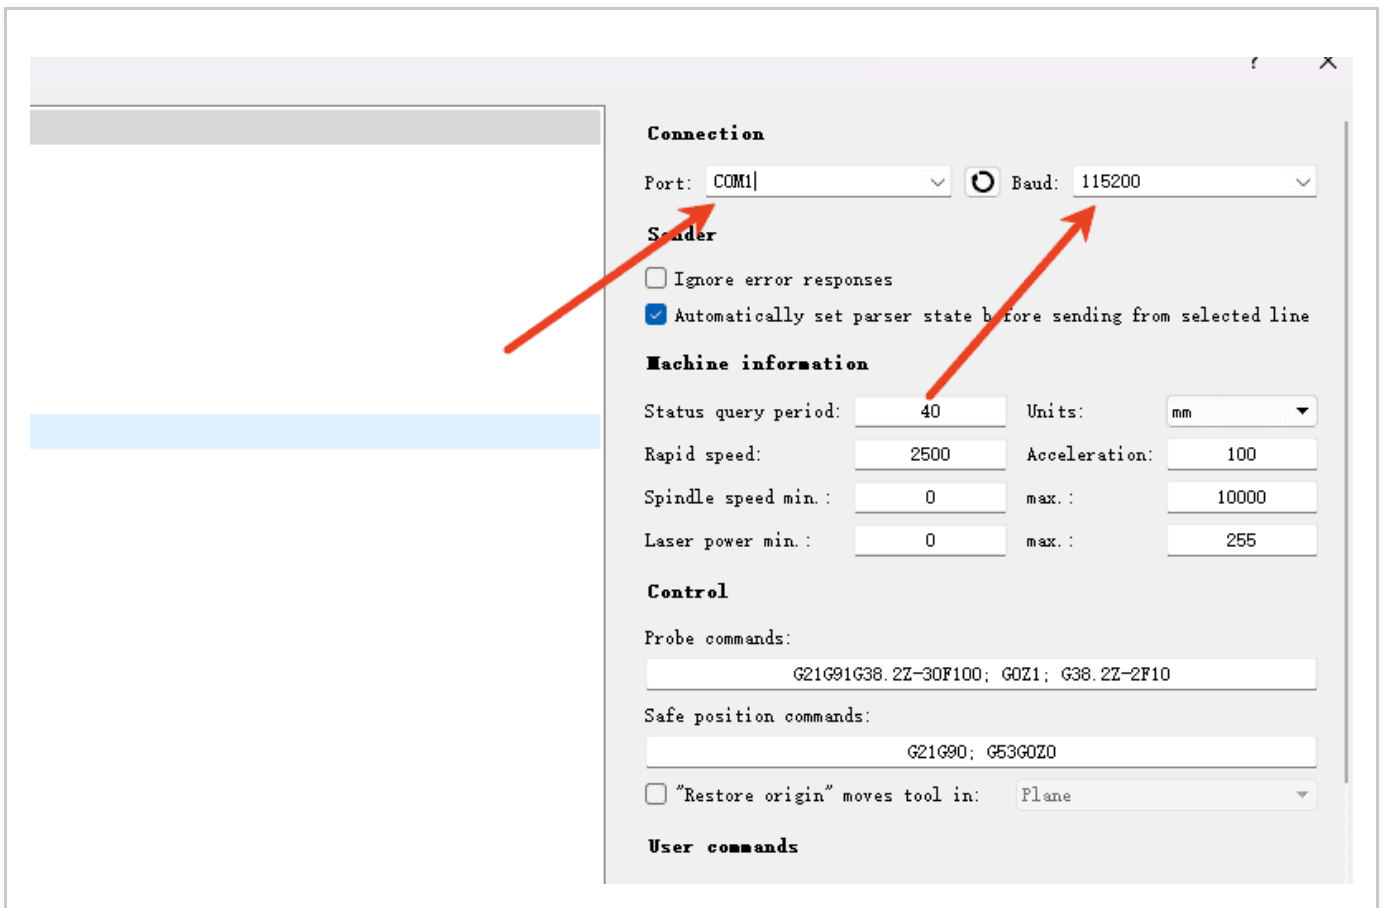 ?
Connection
Port: COM1 Baud: 115200
Sender
Ignore error responses
Automatically set parser state before sending from selected line
Machine information
Status query period: 40 Units: mm
Rapid speed: 2500 Acceleration: 100
Spindle speed min.: 0 max.: 10000
Laser power min.: 0 max.: 255
Control
Probe commands:
G21G91G38.2Z-30F100; G0Z1; G38.2Z-2F10
Safe position commands:
G21G90; G53G0Z0
"Restore origin" moves tool in: Plane
User commands